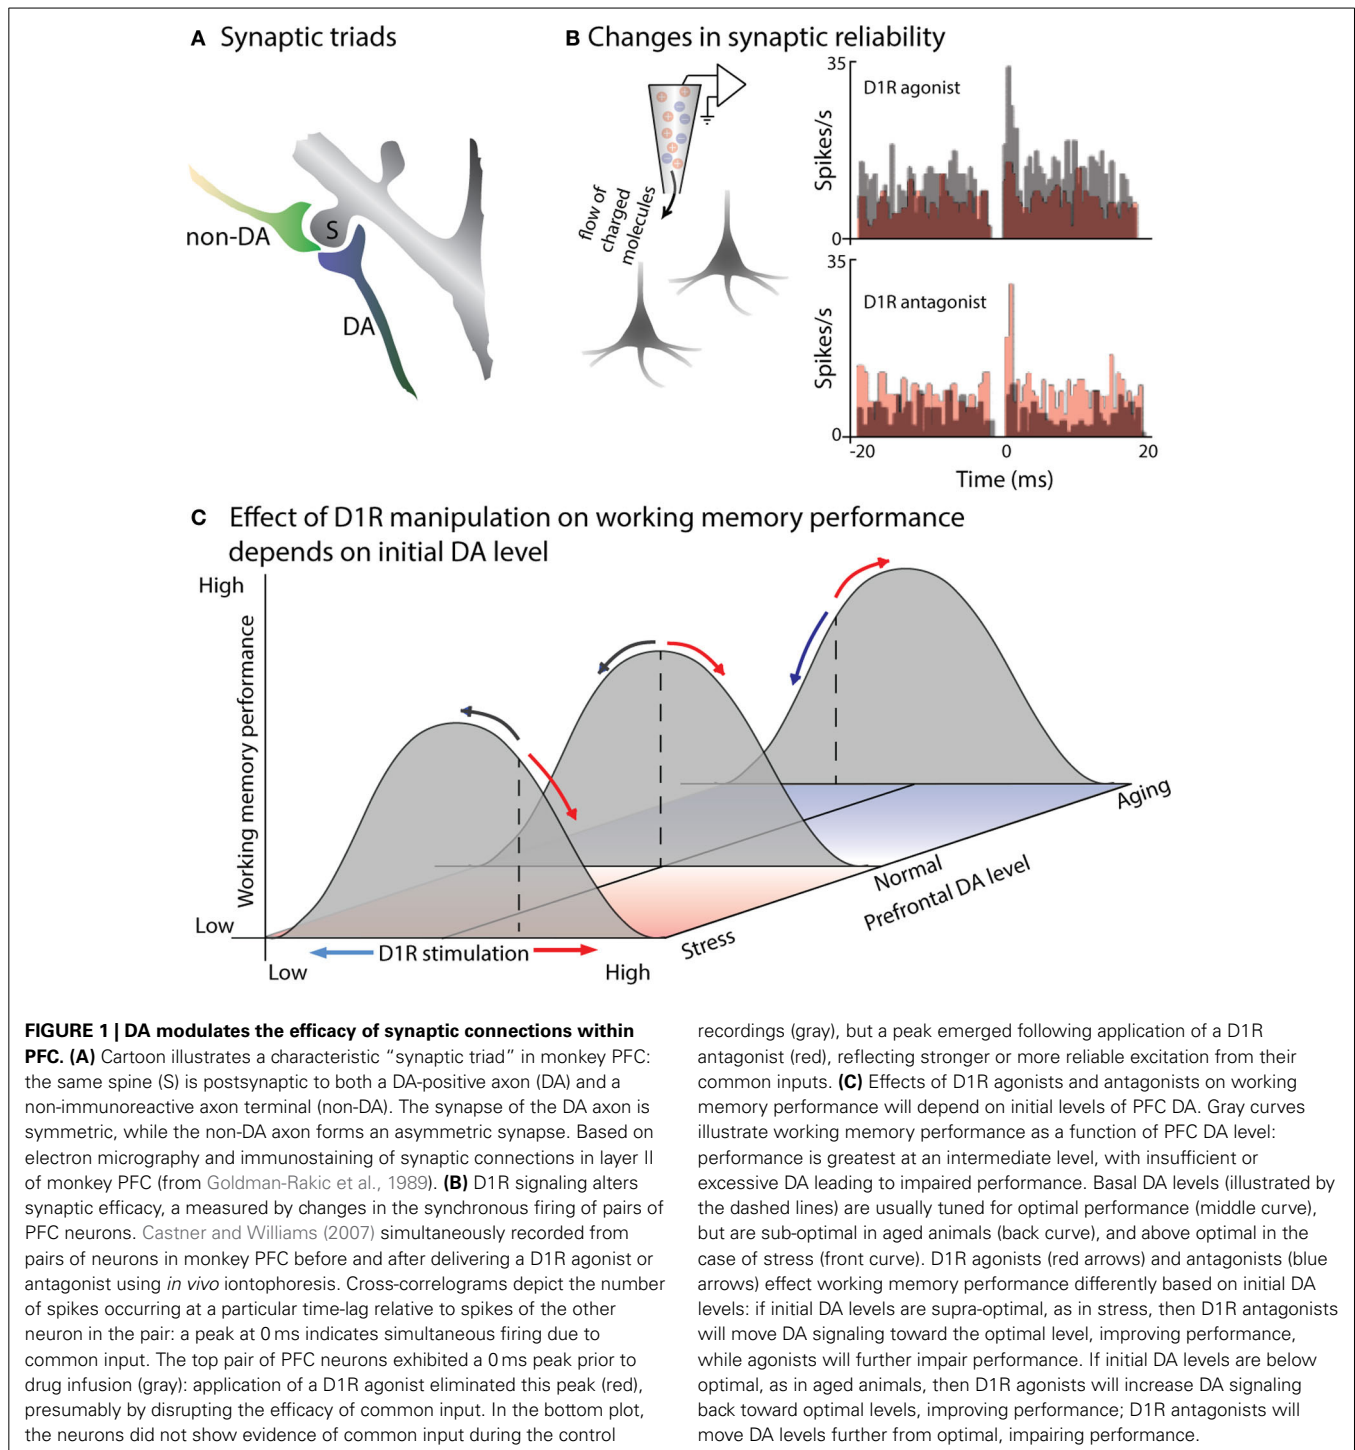 A Synaptic triads
non-DA
S
DA
B Changes in synaptic reliability
flow of
charged
molecules
35
D1R agonist
Spikes/s
0
35
D1R antagonist
Spikes/s
0
-20 0 20
Time (ms)
C Effect of D1R manipulation on working memory performance
depends on initial DA level
High
Working memory performance
Low
D1R stimulation
Low
High
Stress
Normal
Aging
Prefrontal DA level
FIGURE 1 | DA modulates the efficacy of synaptic connections within
PFC. (A) Cartoon illustrates a characteristic “synaptic triad” in monkey PFC:
the same spine (S) is postsynaptic to both a DA-positive axon (DA) and a
non-immunoreactive axon terminal (non-DA). The synapse of the DA axon is
symmetric, while the non-DA axon forms an asymmetric synapse. Based on
electron micrography and immunostaining of synaptic connections in layer II
of monkey PFC (from Goldman-Rakic et al., 1989). (B) D1R signaling alters
synaptic efficacy, a measured by changes in the synchronous firing of pairs of
PFC neurons. Castner and Williams (2007) simultaneously recorded from
pairs of neurons in monkey PFC before and after delivering a D1R agonist or
antagonist using in vivo iontophoresis. Cross-correlograms depict the number
of spikes occurring at a particular time-lag relative to spikes of the other
neuron in the pair: a peak at 0 ms indicates simultaneous firing due to
common input. The top pair of PFC neurons exhibited a 0 ms peak prior to
drug infusion (gray): application of a D1R agonist eliminated this peak (red),
presumably by disrupting the efficacy of common input. In the bottom plot,
the neurons did not show evidence of common input during the control
recordings (gray), but a peak emerged following application of a D1R
antagonist (red), reflecting stronger or more reliable excitation from their
common inputs. (C) Effects of D1R agonists and antagonists on working
memory performance will depend on initial levels of PFC DA. Gray curves
illustrate working memory performance as a function of PFC DA level:
performance is greatest at an intermediate level, with insufficient or
excessive DA leading to impaired performance. Basal DA levels (illustrated by
the dashed lines) are usually tuned for optimal performance (middle curve),
but are sub-optimal in aged animals (back curve), and above optimal in the
case of stress (front curve). D1R agonists (red arrows) and antagonists (blue
arrows) effect working memory performance differently based on initial DA
levels: if initial DA levels are supra-optimal, as in stress, then D1R antagonists
will move DA signaling toward the optimal level, improving performance,
while agonists will further impair performance. If initial DA levels are below
optimal, as in aged animals, then D1R agonists will increase DA signaling
back toward optimal levels, improving performance; D1R antagonists will
move DA levels further from optimal, impairing performance.